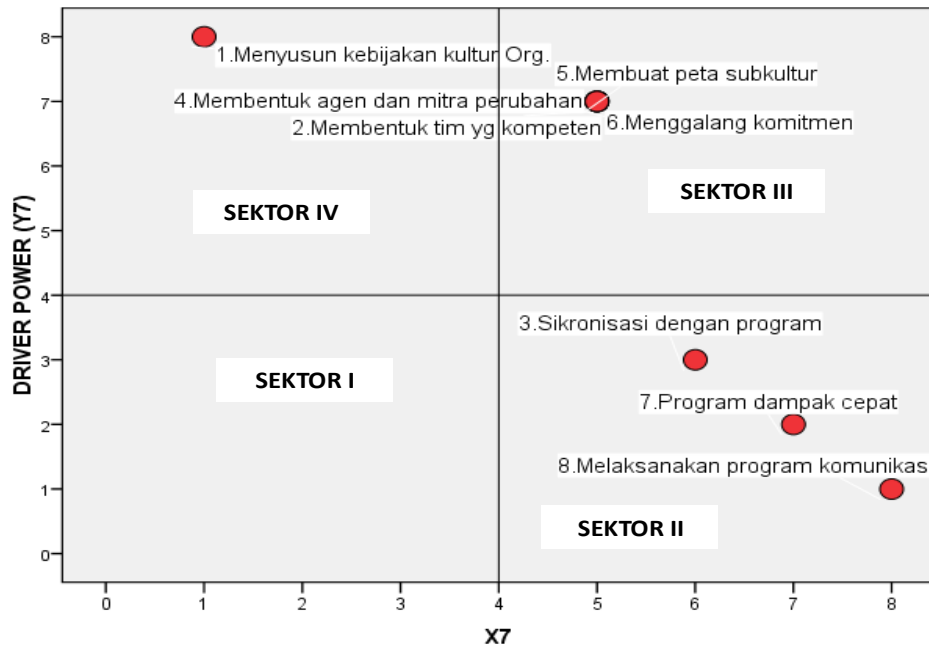 8
1.Menyusun kebijakan kultur Org.
5.Membuat peta subkultur
7
4.Membentuk agen dan mitra perubahan
2.Membentuk tim yg kompeten
6.Menggalang komitmen
6
SEKTOR IV
SEKTOR III
5
DRIVER POWER (Y7)
4
3.Sikronisasi dengan program
3
SEKTOR I
7.Program dampak cepat
2
8.Melaksanakan program komunikas
1
SEKTOR II
0
0 1 2 3 4 5 6 7 8
X7